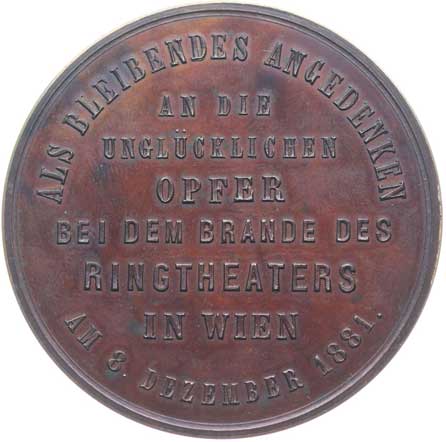 ALS BLEIBENDES ANGEDENKEN
AN DIE
UNGLÜCKLICHEN
OPFER
BEI DEM BRANDE DES
RINGTHEATERS
IN WIEN
AM 8. DEZEMBER 1881.